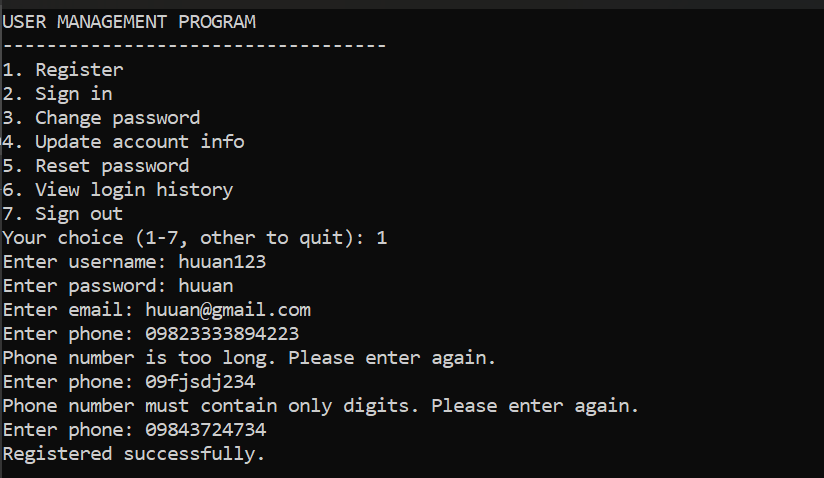 USER MANAGEMENT PROGRAM
-----------------------------------
1. Register
2. Sign in
3. Change password
4. Update account info
5. Reset password
6. View login history
7. Sign out
Your choice (1-7, other to quit): 1
Enter username: huuan123
Enter password: huuan
Enter email: huuan@gmail.com
Enter phone: 09823333894223
Phone number is too long. Please enter again.
Enter phone: 09fjsdj234
Phone number must contain only digits. Please enter again.
Enter phone: 09843724734
Registered successfully.